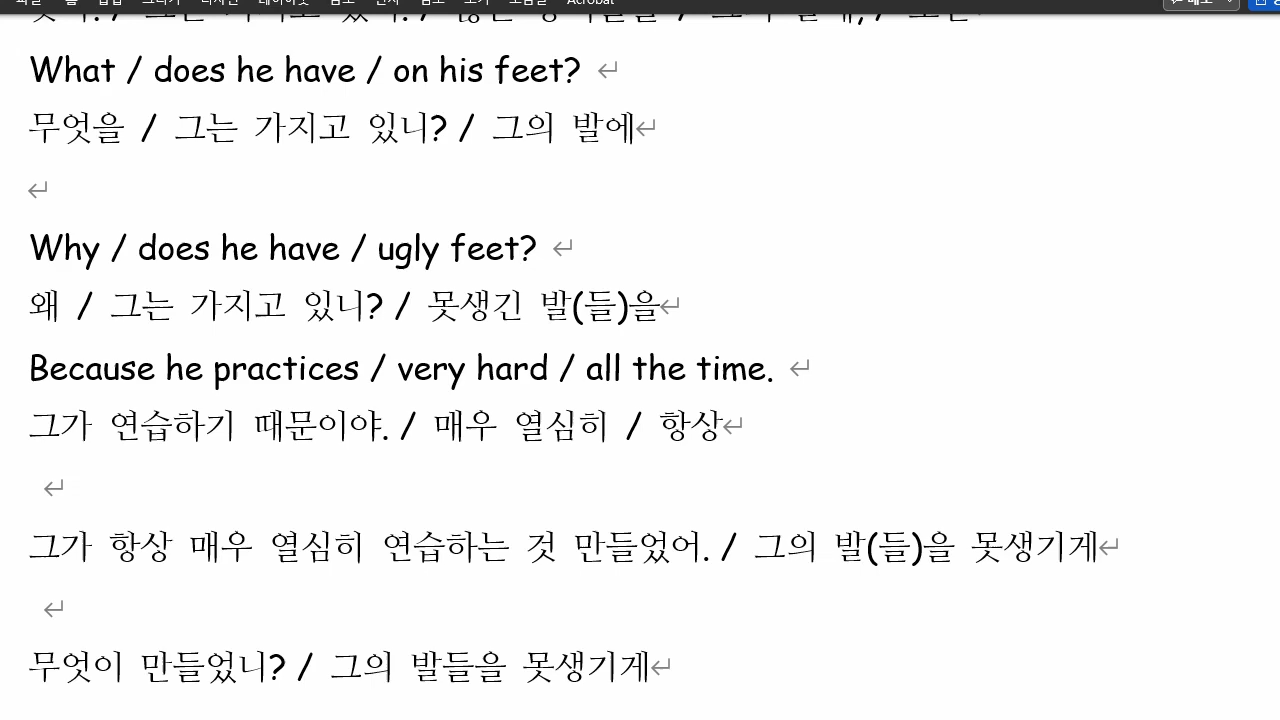 Acrobat
What / does he have / on his feet? ↵
무엇을 / 그는 가지고 있니? / 그의 발에↵
↵
Why / does he have / ugly feet? ↵
왜 / 그는 가지고 있니? / 못생긴 발(들)을↵
Because he practices / very hard / all the time. ↵
그가 연습하기 때문이야. / 매우 열심히 / 항상↵
↵
그가 항상 매우 열심히 연습하는 것 만들었어. / 그의 발(들)을 못생기게↵
↵
무엇이 만들었니? / 그의 발들을 못생기게↵